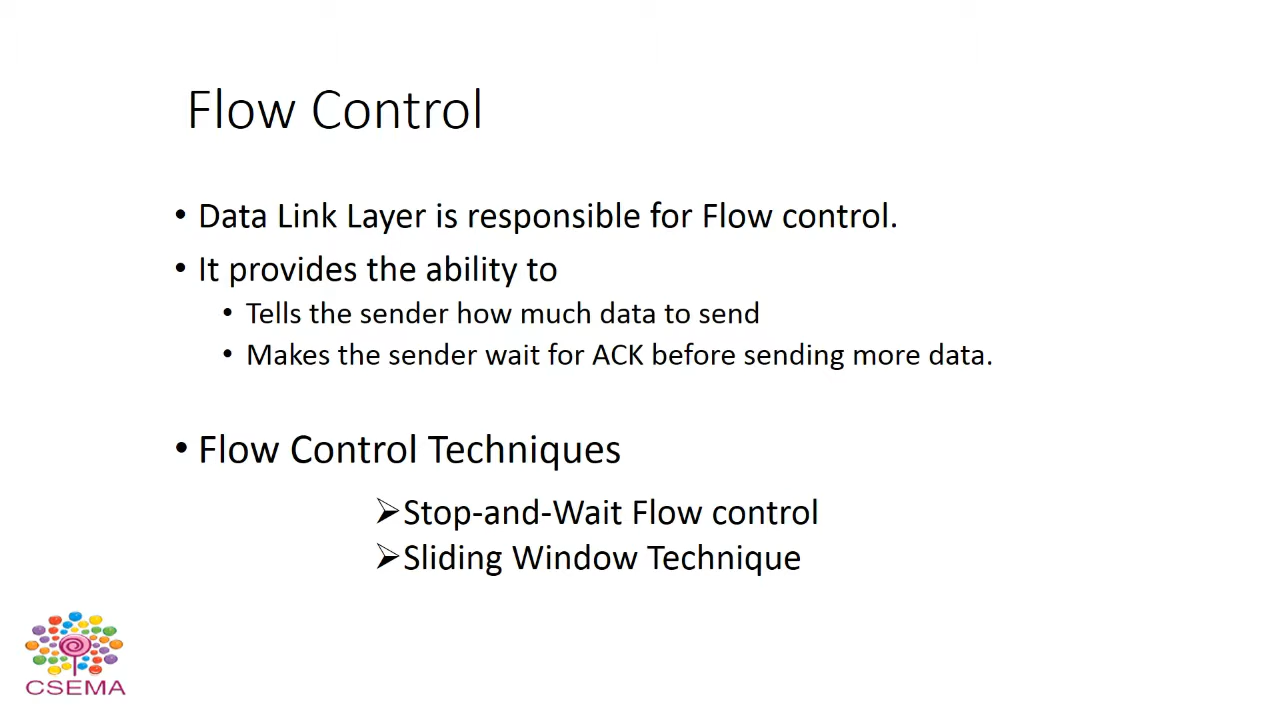 Flow Control
• Data Link Layer is responsible for Flow control.
• It provides the ability to
• Tells the sender how much data to send
• Makes the sender wait for ACK before sending more data.
• Flow Control Techniques
➢Stop-and-Wait Flow control
➢Sliding Window Technique
CSEMA